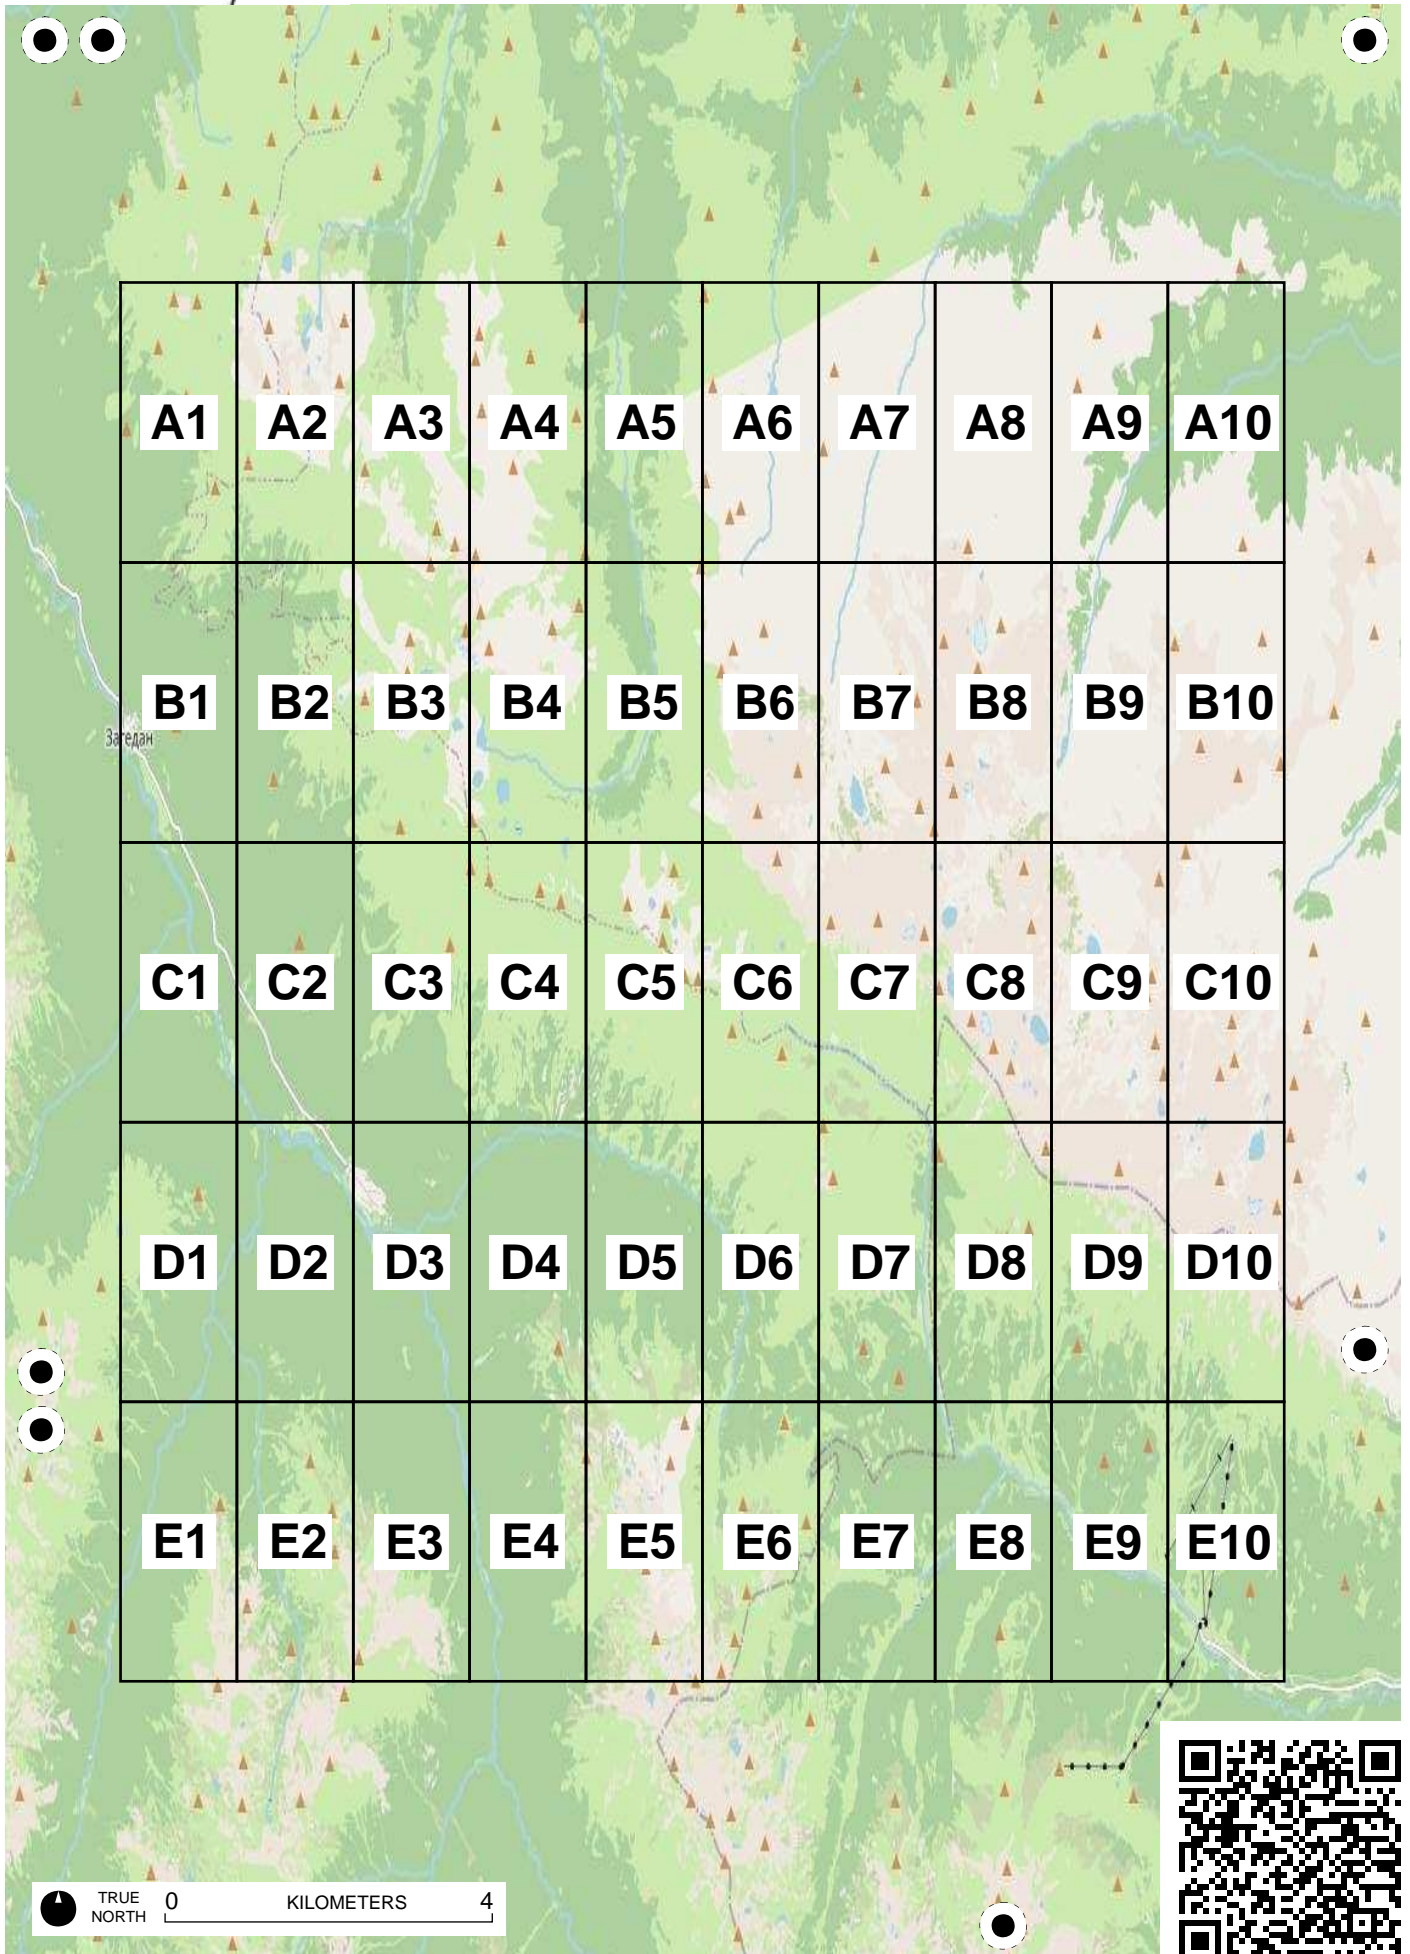 A1 A2 A3 A4 A5 A6 A7 A8 A9 A10
B1 B2 B3 B4 B5 B6 B7 B8 B9 B10
Загедан
C1 C2 C3 C4 C5 C6 C7 C8 C9 C10
D1 D2 D3 D4 D5 D6 D7 D8 D9 D10
E1 E2 E3 E4 E5 E6 E7 E8 E9 E10
TRUE NORTH
0 KILOMETERS 4